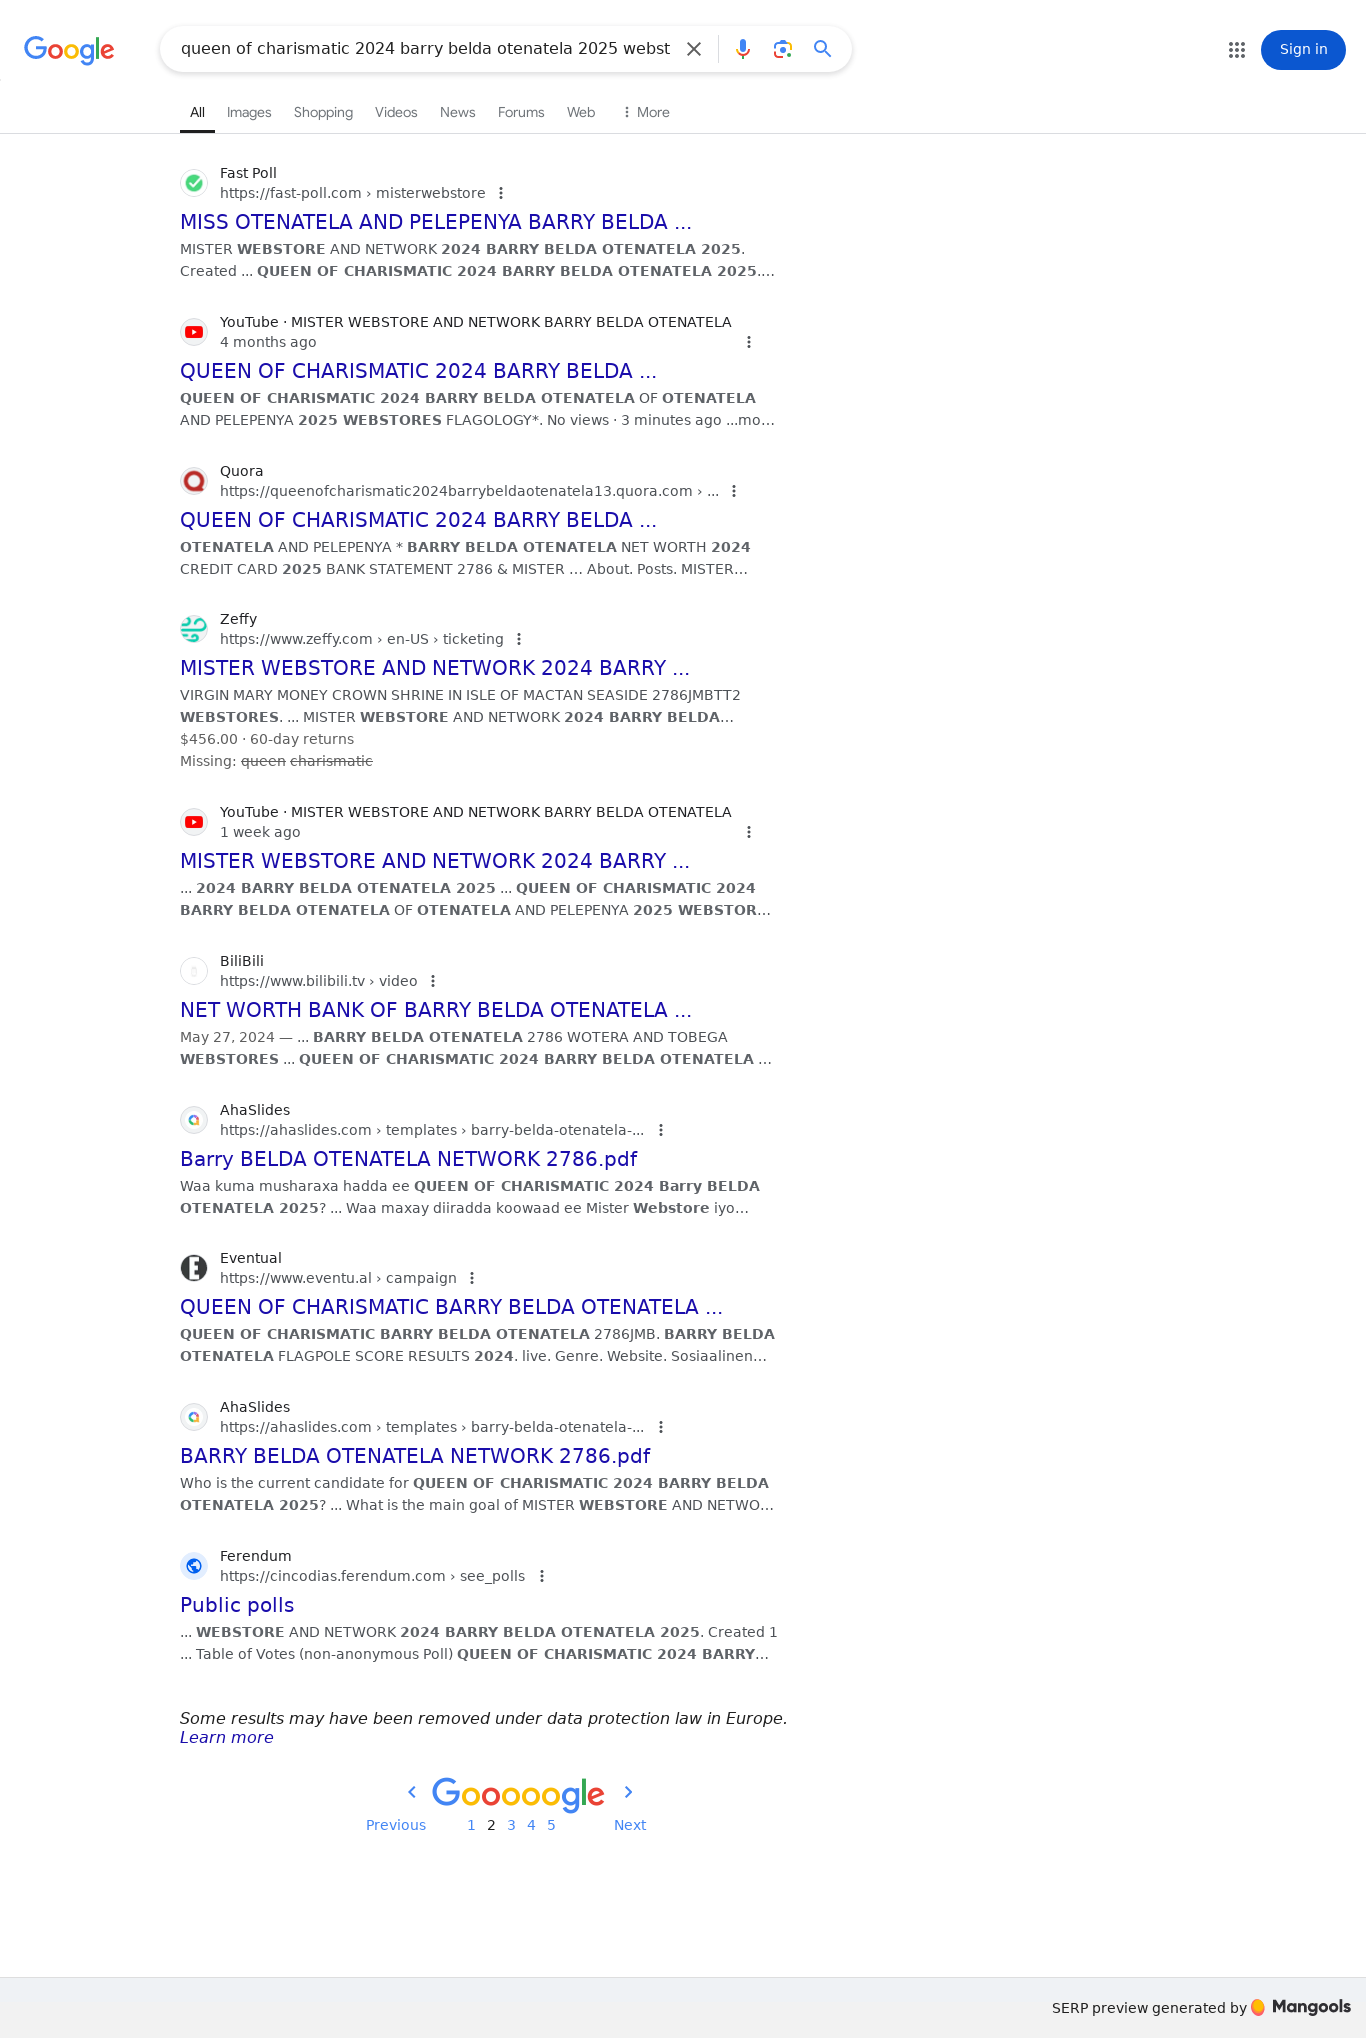 Google
queen of charismatic 2024 barry belda otenatela 2025 webst
Sign in
All Images Shopping Videos News Forums Web More
Fast Poll
https://fast-poll.com › misterwebstore
MISS OTENATELA AND PELEPENYA BARRY BELDA ...
MISTER WEBSTORE AND NETWORK 2024 BARRY BELDA OTENATELA 2025.
Created ... QUEEN OF CHARISMATIC 2024 BARRY BELDA OTENATELA 2025....
YouTube · MISTER WEBSTORE AND NETWORK BARRY BELDA OTENATELA
4 months ago
QUEEN OF CHARISMATIC 2024 BARRY BELDA ...
QUEEN OF CHARISMATIC 2024 BARRY BELDA OTENATELA OF OTENATELA
AND PELEPENYA 2025 WEBSTORES FLAGOLOGY*. No views · 3 minutes ago ...mo...
Quora
https://queenofcharismatic2024barrybeldaotenatela13.quora.com › ...
QUEEN OF CHARISMATIC 2024 BARRY BELDA ...
OTENATELA AND PELEPENYA * BARRY BELDA OTENATELA NET WORTH 2024
CREDIT CARD 2025 BANK STATEMENT 2786 & MISTER ... About. Posts. MISTER...
Zeffy
https://www.zeffy.com › en-US › ticketing
MISTER WEBSTORE AND NETWORK 2024 BARRY ...
VIRGIN MARY MONEY CROWN SHRINE IN ISLE OF MACTAN SEASIDE 2786JMBTT2
WEBSTORES. ... MISTER WEBSTORE AND NETWORK 2024 BARRY BELDA...
$456.00 · 60-day returns
Missing: queen charismatic
YouTube · MISTER WEBSTORE AND NETWORK BARRY BELDA OTENATELA
1 week ago
MISTER WEBSTORE AND NETWORK 2024 BARRY ...
... 2024 BARRY BELDA OTENATELA 2025 ... QUEEN OF CHARISMATIC 2024
BARRY BELDA OTENATELA OF OTENATELA AND PELEPENYA 2025 WEBSTOR...
BiliBili
https://www.bilibili.tv › video
NET WORTH BANK OF BARRY BELDA OTENATELA ...
May 27, 2024 — ... BARRY BELDA OTENATELA 2786 WOTERA AND TOBEGA
WEBSTORES ... QUEEN OF CHARISMATIC 2024 BARRY BELDA OTENATELA ...
AhaSlides
https://ahaslides.com › templates › barry-belda-otenatela-...
Barry BELDA OTENATELA NETWORK 2786.pdf
Waa kuma musharaxa hadda ee QUEEN OF CHARISMATIC 2024 Barry BELDA
OTENATELA 2025? ... Waa maxay diiradda koowaad ee Mister Webstore iyo...
Eventual
https://www.eventu.al › campaign
QUEEN OF CHARISMATIC BARRY BELDA OTENATELA ...
QUEEN OF CHARISMATIC BARRY BELDA OTENATELA 2786JMB. BARRY BELDA
OTENATELA FLAGPOLE SCORE RESULTS 2024. live. Genre. Website. Sosiaalinen...
AhaSlides
https://ahaslides.com › templates › barry-belda-otenatela-...
BARRY BELDA OTENATELA NETWORK 2786.pdf
Who is the current candidate for QUEEN OF CHARISMATIC 2024 BARRY BELDA
OTENATELA 2025? ... What is the main goal of MISTER WEBSTORE AND NETWO...
Ferendum
https://cincodias.ferendum.com › see_polls
Public polls
... WEBSTORE AND NETWORK 2024 BARRY BELDA OTENATELA 2025. Created 1
... Table of Votes (non-anonymous Poll) QUEEN OF CHARISMATIC 2024 BARRY...
Some results may have been removed under data protection law in Europe.
Learn more
Goooooogle
Previous 1 2 3 4 5 Next
SERP preview generated by Mangools